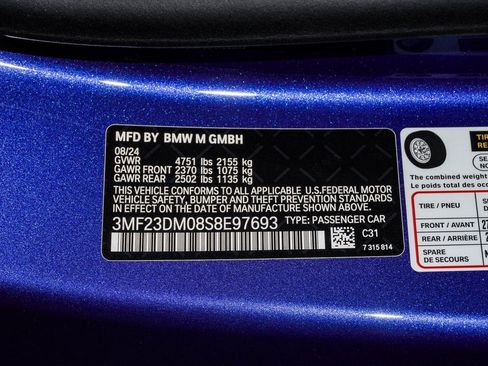 MFD BY BMW M GMBH
08/24
GVWR 4751 lbs 2155 kg
GAWR FRONT 2370 lbs 1075 kg
GAWR REAR 2502 lbs 1135 kg
THIS VEHICLE CONFORMS TO ALL APPLICABLE U.S.FEDERAL MOTOR
VEHICLE SAFETY, BUMPER AND THEFT PREVENTION STANDARDS
IN EFFECT ON THE DATE OF MANUFACTURE SHOWN ABOVE.
3MF23DM08S8E97693 TYPE: PASSENGER CAR
C31
7 315 814
The combined weight
Le poids total des
TIRE / PNEU
FRONT / AVANT
REAR / ARRIÈRE
SPARE
DE SECOURS